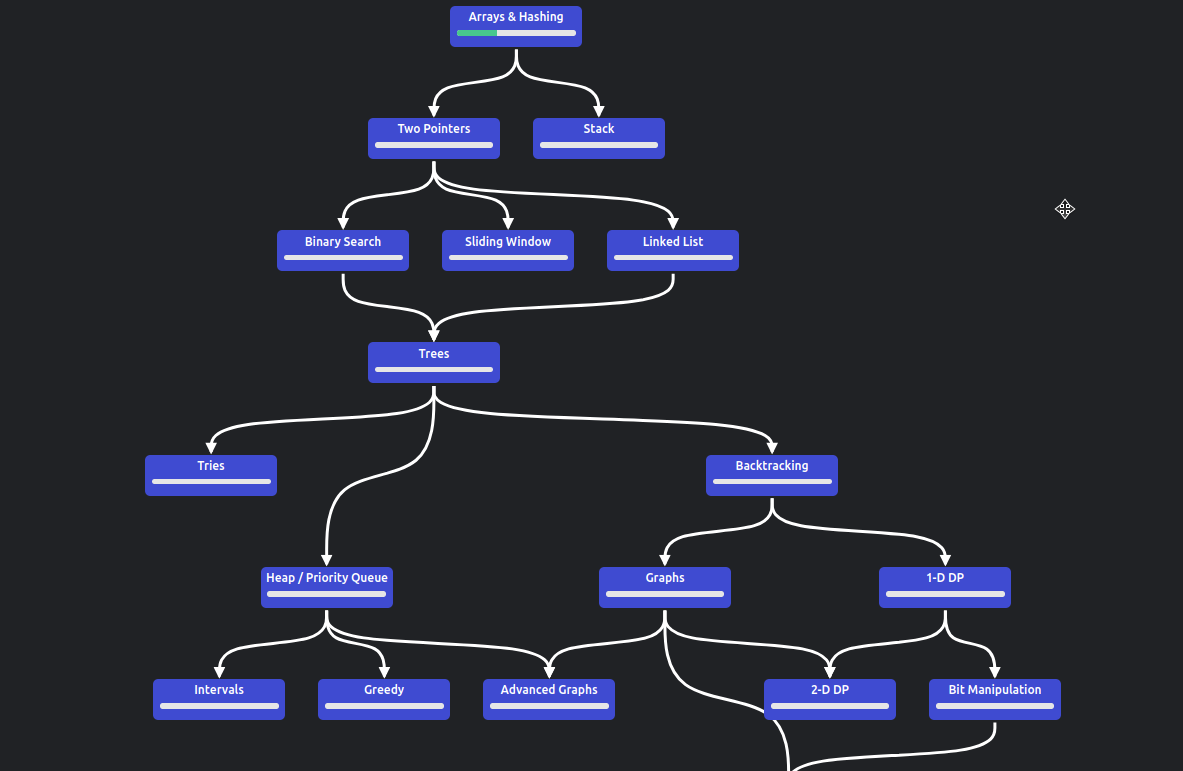 Arrays & Hashing
Two Pointers
Stack
Binary Search
Sliding Window
Linked List
Trees
Tries
Backtracking
Heap / Priority Queue
Graphs
1-D DP
Intervals
Greedy
Advanced Graphs
2-D DP
Bit Manipulation